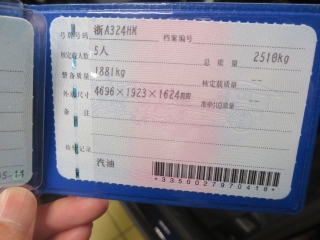 号牌号码 浙A324HM 档案编号
核定载人数 5人 总质量 2510kg
整备质量 1881kg 核定载质量 --
外廓尺寸 4696×1923×1624mm 准牵引总质量 --
备注
检验记录
汽油
*3350027970418*